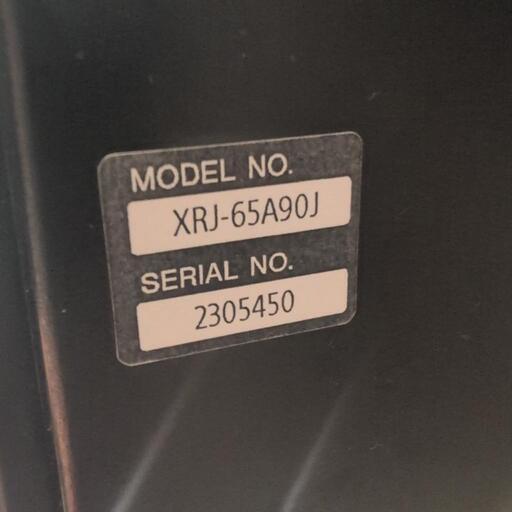 MODEL NO.
XRJ-65A90J
SERIAL NO.
2305450